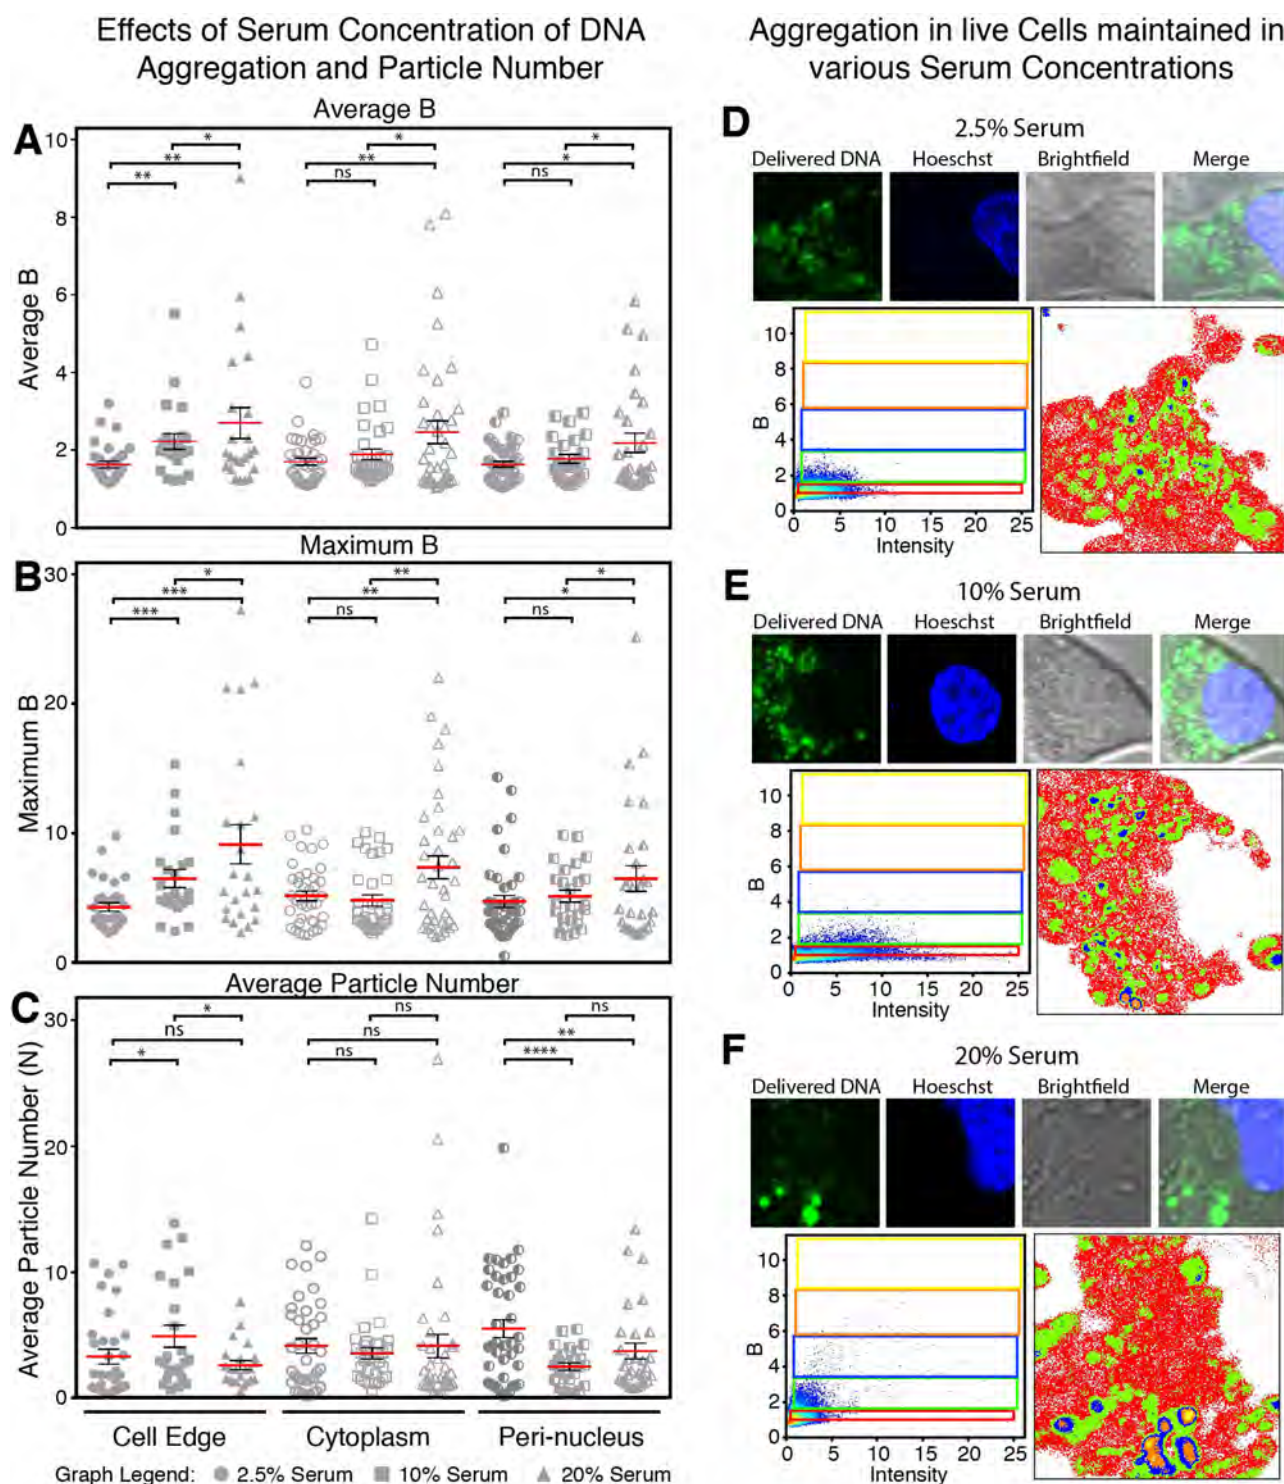 Effects of Serum Concentration of DNA
Aggregation and Particle Number
Aggregation in live Cells maintained in
various Serum Concentrations
A
Average B
10
8
6
4
2
0
Average B
* ** **
* ** ns
* * ns
B
Maximum B
30
20
10
0
Maximum B
* *** ***
** ** ns
* * ns
C
Average Particle Number
30
20
10
0
Average Particle Number (N)
* ns *
ns ns ns
ns ** ****
Cell Edge Cytoplasm Peri-nucleus
Graph Legend: 2.5% Serum 10% Serum 20% Serum
D
2.5% Serum
Delivered DNA Hoeschst Brightfield Merge
B
10
8
6
4
2
0
0 5 10 15 20 25
Intensity
E
10% Serum
Delivered DNA Hoeschst Brightfield Merge
B
10
8
6
4
2
0
0 5 10 15 20 25
Intensity
F
20% Serum
Delivered DNA Hoeschst Brightfield Merge
B
10
8
6
4
2
0
0 5 10 15 20 25
Intensity